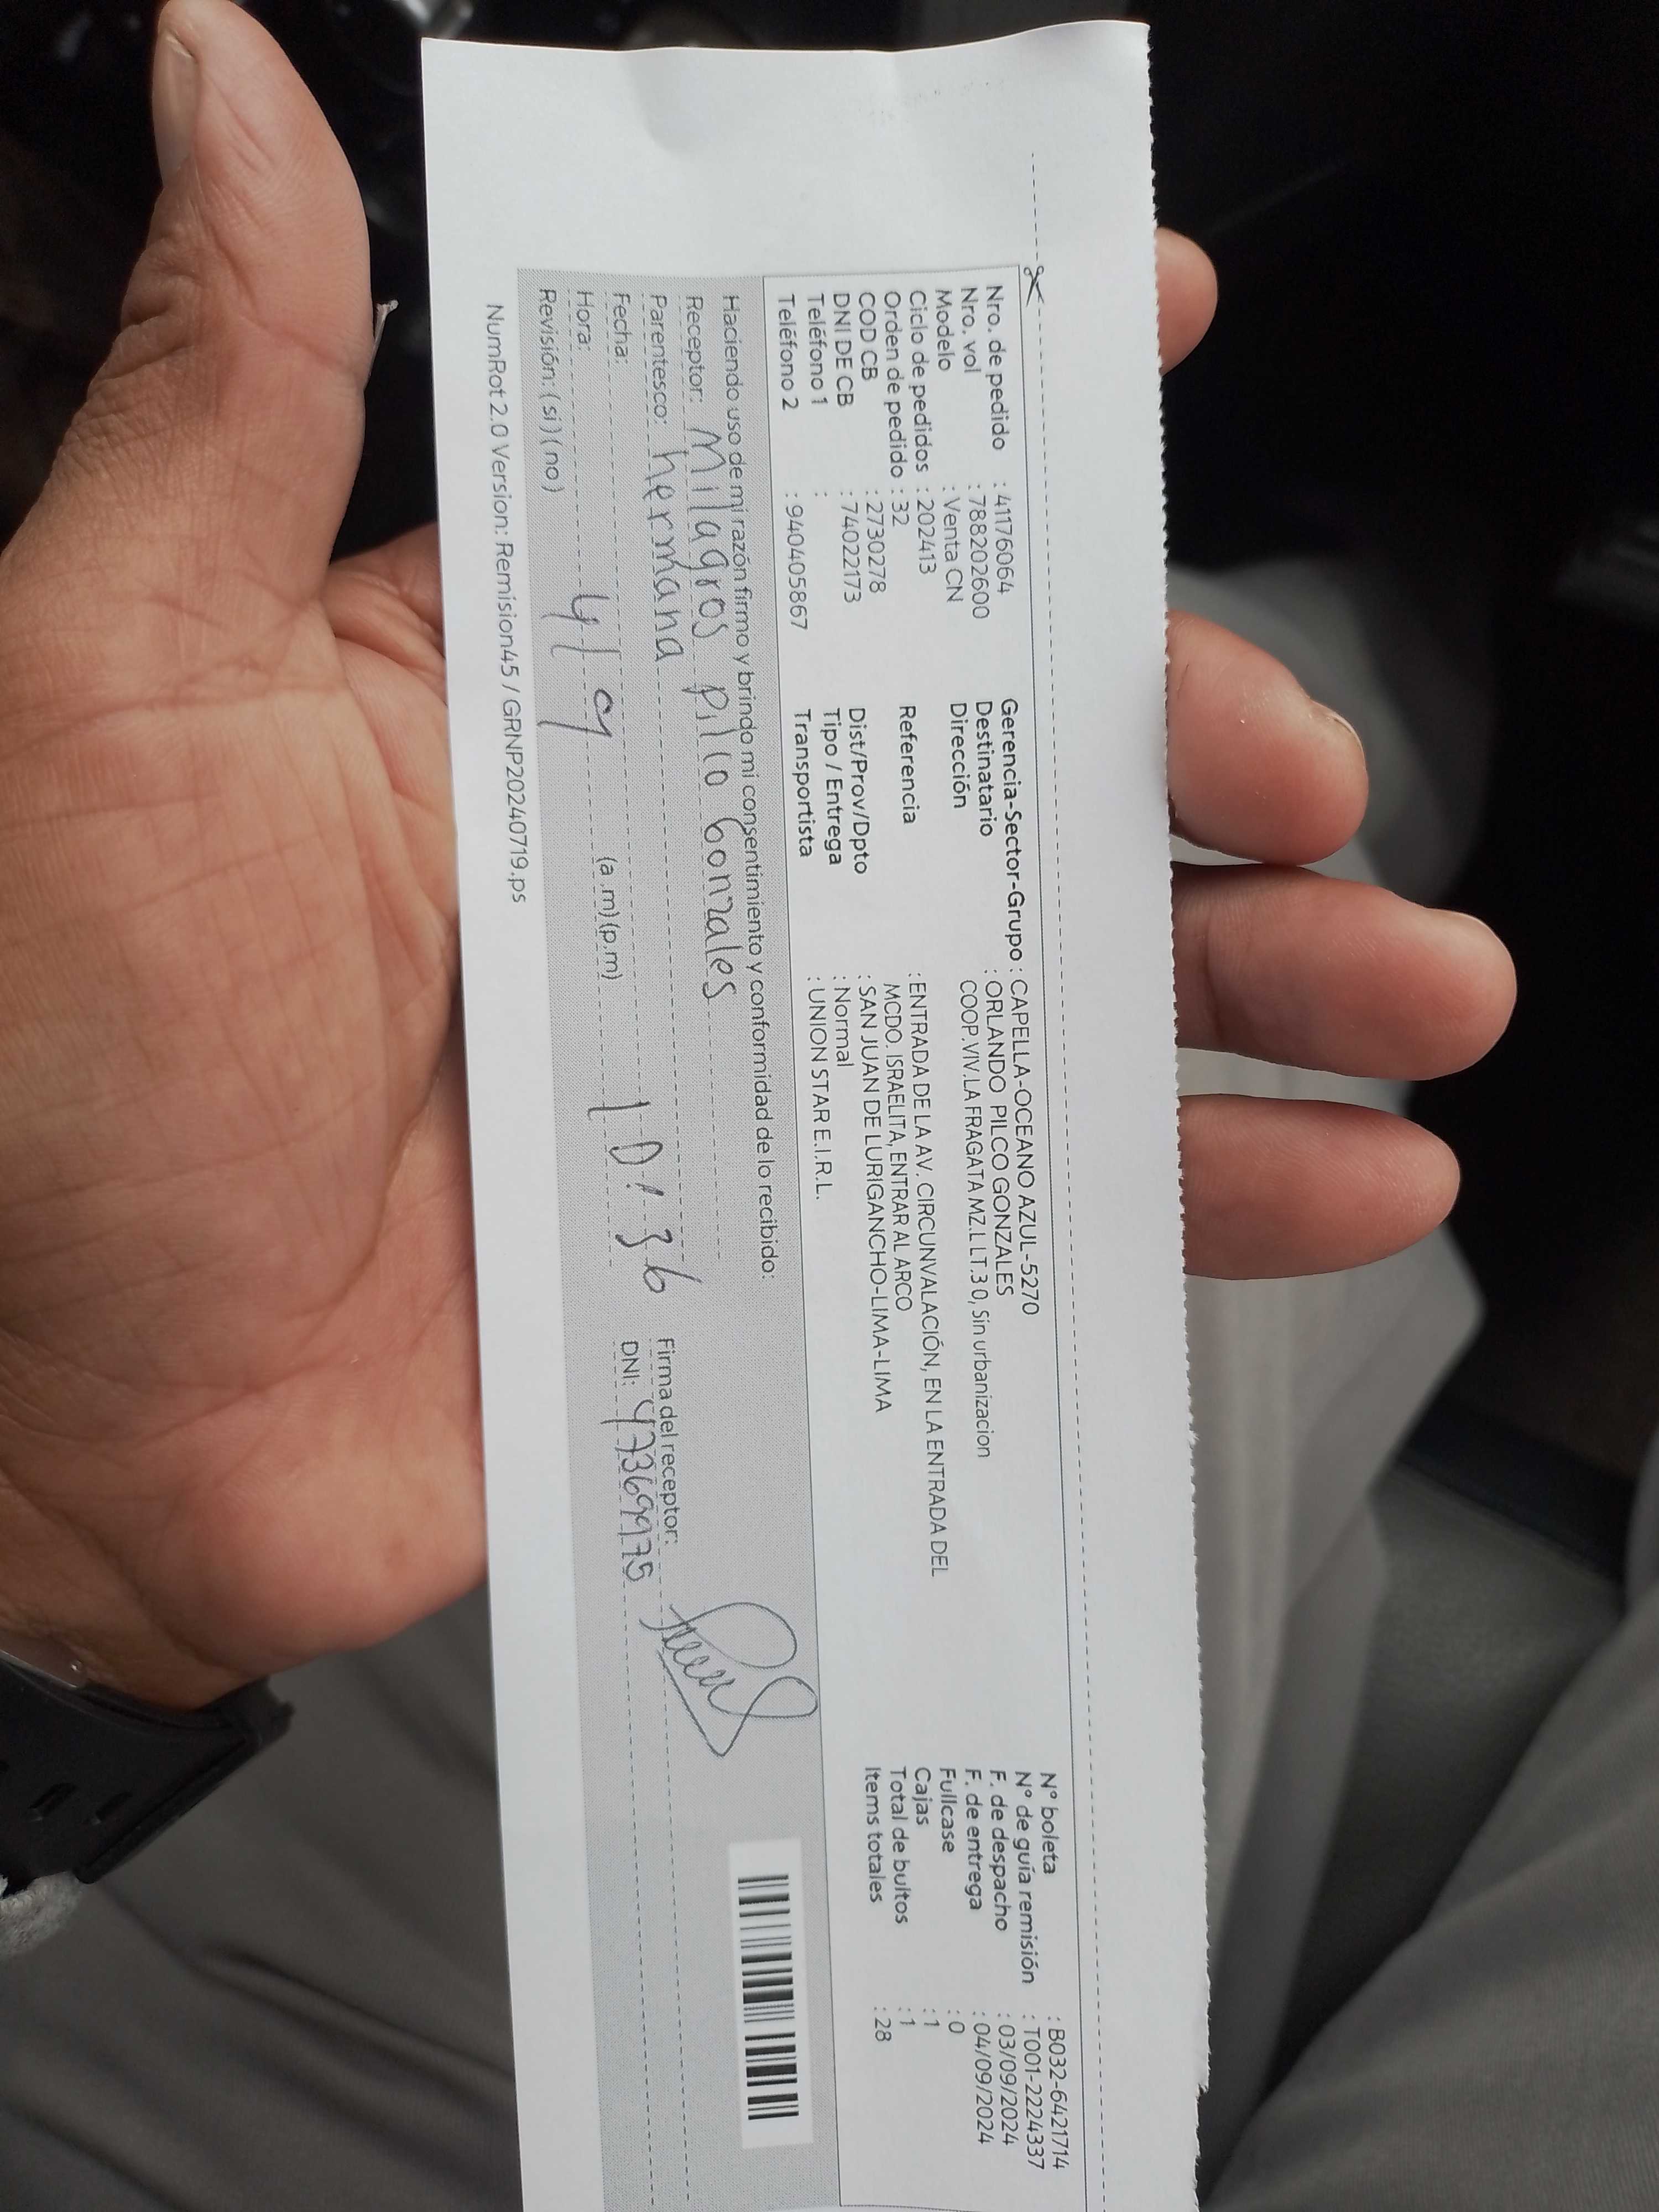 Nro. de pedido : 41176064
Nro. vol : 788202600
Modelo : Venta CN
Ciclo de pedidos : 202413
Orden de pedido : 32
COD CB : 2730278
DNI DE CB : 74022173
Teléfono 1 :
Teléfono 2 : 940405867
Gerencia-Sector-Grupo : CAPELLA-OCEANO AZUL-5270
Destinatario : ORLANDO PILCO GONZALES
Dirección COOP.VIV.LA FRAGATA MZ.L LT.3 0, Sin urbanizacion
Referencia : ENTRADA DE LA AV. CIRCUNVALACIÓN, EN LA ENTRADA DEL
MCDO. ISRAELITA, ENTRAR AL ARCO
Dist/Prov/Dpto : SAN JUAN DE LURIGANCHO-LIMA-LIMA
Tipo / Entrega : Normal
Transportista : UNION STAR E.I.R.L.
N° boleta : B032-6421714
N° de guía remisión : T001-2224337
F. de despacho : 03/09/2024
F. de entrega : 04/09/2024
Fullcase : 0
Cajas : 1
Total de bultos : 1
Items totales : 28
Haciendo uso de mi razón firmo y brindo mi consentimiento y conformidad de lo recibido:
Receptor: Milagros Pilco Gonzales
Parentesco: hermana
Fecha: 4/9
Hora: (a.m)(p.m) 10:36
Revisión: (si)(no)
Firma del receptor:
DNI: 47369975
NumRot 2.0 Version: Remision45 / GRNP20240719.ps